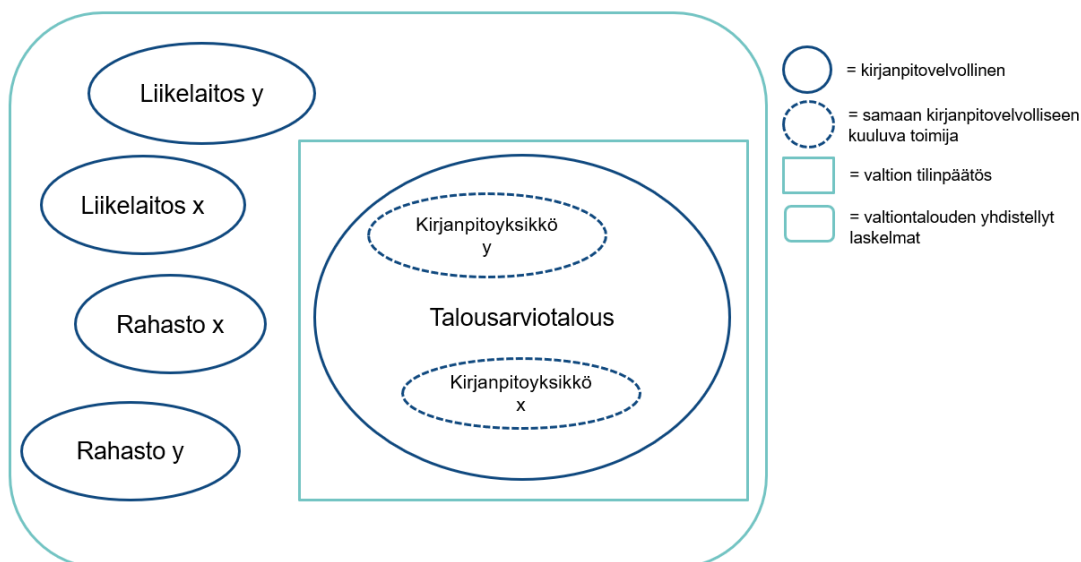 Liikelaitos y
Liikelaitos x
Rahasto x
Rahasto y
Kirjanpitoyksikkö
y
Talousarviotalous
Kirjanpitoyksikkö
x
= kirjanpitovelvollinen
= samaan kirjanpitovelvolliseen
kuuluva toimija
= valtion tilinpäätös
= valtiontalouden yhdistellyt
laskelmat